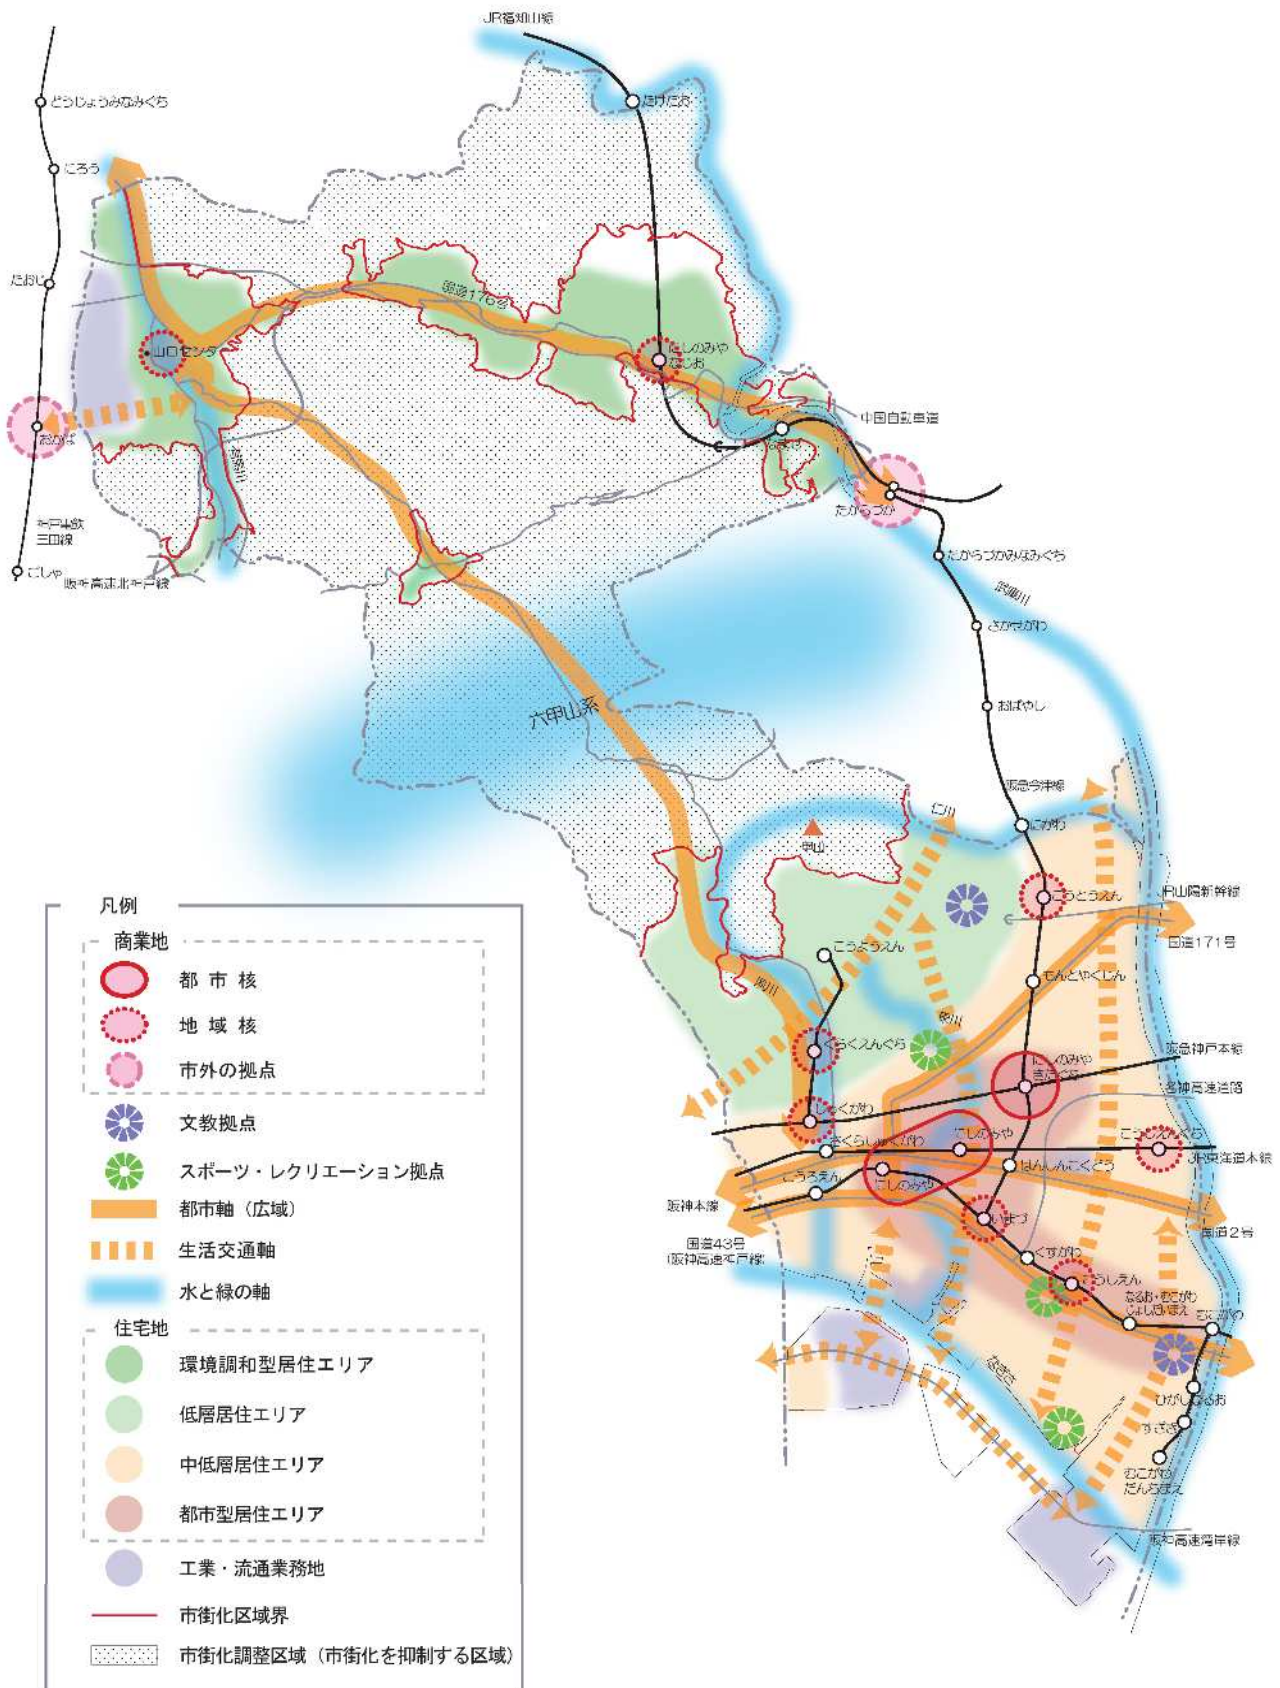 JR福知山線
どうじょうみなみぐち
たけだお
にろう
たおじ
国道176号
山口センター
にしのみや
なじお
中国自動車道
おかば
有馬川
たからづか
神戸電鉄
三田線
たからづかみなみぐち
ごしゃ
阪神高速北神戸線
武庫川
さかせがわ
六甲山系
おばやし
阪急今津線
仁川
にがわ
甲山
こうとうえん
JR山陽新幹線
国道171号
こうようえん
もんどやくじん
夙川
くらくえんぐち
にしのみや
きたぐち
阪急神戸本線
名神高速道路
しゅくがわ
さくらしゅくがわ
にしのみや
こうしえんぐち
JR東海道本線
はんしんこくどう
にしのみや
こうろえん
阪神本線
いまづ
国道2号
国道43号
(阪神高速神戸線)
くすがわ
こうしえん
なるお・むこがわ
じょしだいまえ
むこがわ
なぎさ
ひがしなるお
すざき
むこがわ
だんちまえ
阪神高速湾岸線
凡例
商業地
都市核
地域核
市外の拠点
文教拠点
スポーツ・レクリエーション拠点
都市軸（広域）
生活交通軸
水と緑の軸
住宅地
環境調和型居住エリア
低層居住エリア
中低層居住エリア
都市型居住エリア
工業・流通業務地
市街化区域界
市街化調整区域（市街化を抑制する区域）